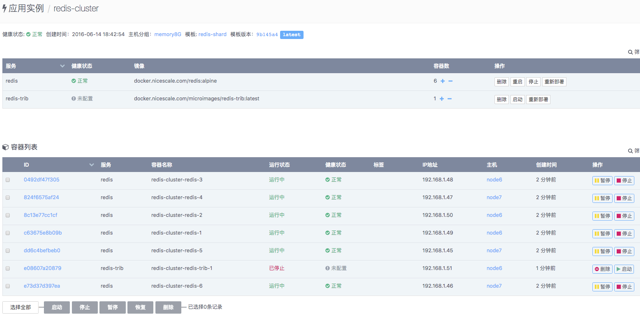 应用实例 / redis-cluster
健康状态: 正常 创建时间: 2016-06-14 18:42:54 主机分组: memory8G 模板: redis-shard 模板版本: latest
服务 健康状态 镜像 容器数 操作
redis 正常 docker.nicescale.com/redis:alpine 6 + − 删除 重启 停止 重新部署
redis-trib 未配置 docker.nicescale.com/microimages/redis-trib:latest 1 + − 删除 启动 重新部署
容器列表
ID 服务 容器名称 运行状态 健康状态 标签 IP地址 主机 创建时间 操作
0492df47f305 redis redis-cluster-redis-3 运行中 正常 192.168.1.48 node6 2 分钟前 暂停 停止
624f6575af24 redis redis-cluster-redis-4 运行中 正常 192.168.1.47 node7 2 分钟前 暂停 停止
8c13e77cc1cf redis redis-cluster-redis-2 运行中 正常 192.168.1.50 node6 2 分钟前 暂停 停止
c83675e8b09b redis redis-cluster-redis-1 运行中 正常 192.168.1.49 node6 2 分钟前 暂停 停止
dd6c4bef5eb0 redis redis-cluster-redis-5 运行中 正常 192.168.1.45 node7 2 分钟前 暂停 停止
e08607a20879 redis-trib redis-cluster-redis-trib-1 已停止 未配置 192.168.1.51 node6 1 分钟前 删除 启动
e73d37d387ea redis redis-cluster-redis-6 运行中 正常 192.168.1.46 node7 2 分钟前 暂停 停止
选择全部 启动 停止 暂停 恢复 删除 已选择0条记录